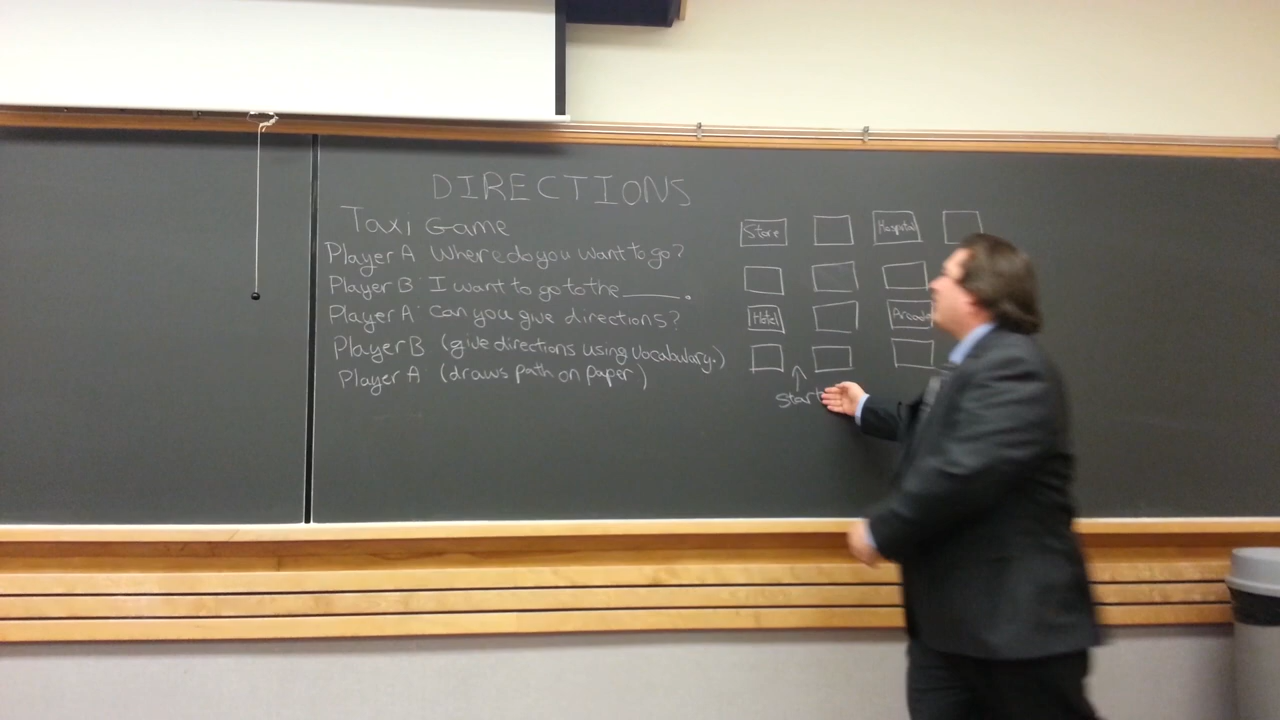 DIRECTIONS
Taxi Game
Player A Where do you want to go?
Player B: I want to go to the ______.
Player A: Can you give directions?
Player B (give directions using vocabulary.)
Player A (draws path on paper)
Store Hospital
Hotel Arcade
Start